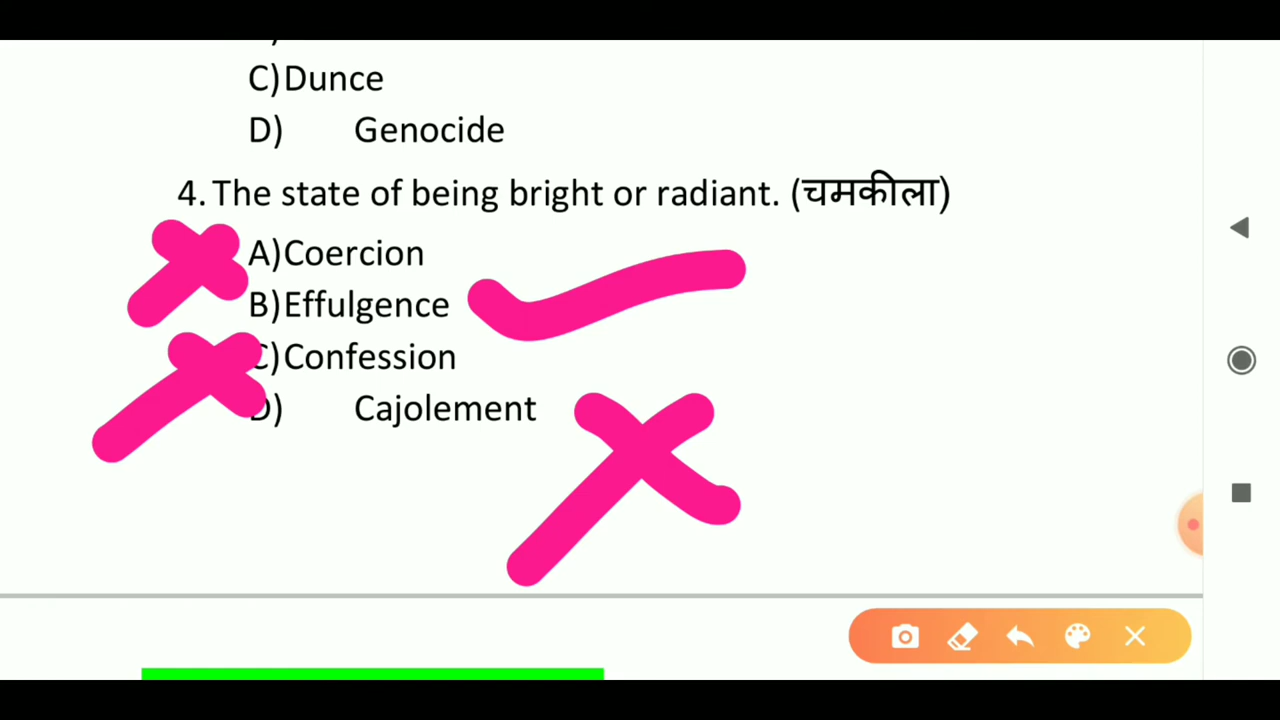 C) Dunce
D) Genocide
4. The state of being bright or radiant. (चमकीला)
A) Coercion
B) Effulgence
C) Confession
D) Cajolement